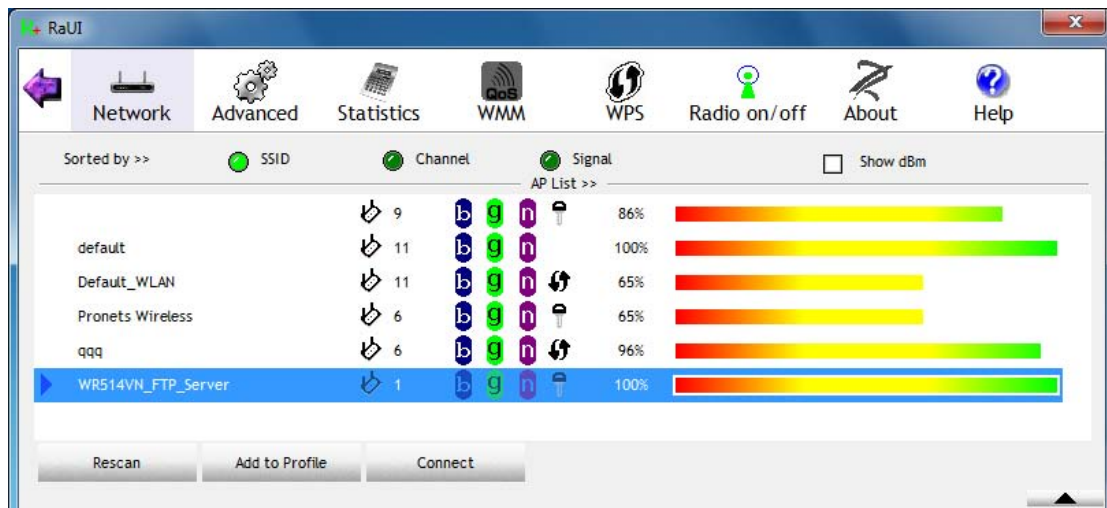 RaUI
Network Advanced Statistics QoS WMM WPS Radio on/off About Help
Sorted by >> SSID Channel Signal Show dBm
AP List >>
9 b g n 86%
default 11 b g n 100%
Default_WLAN 11 b g n 65%
Pronets Wireless 6 b g n 65%
qqq 6 b g n 96%
WR514VN_FTP_Server 1 b g n 100%
Rescan Add to Profile Connect